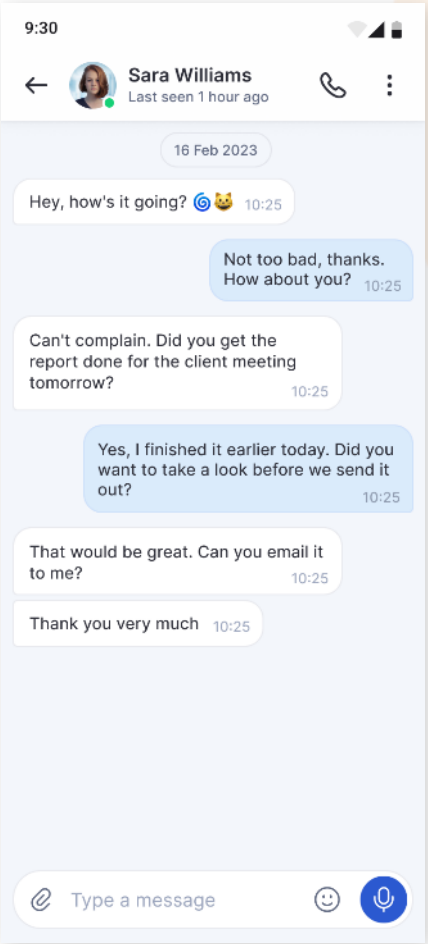 9:30
Sara Williams
Last seen 1 hour ago
16 Feb 2023
Hey, how's it going? 🌀😺 10:25
Not too bad, thanks.
How about you? 10:25
Can't complain. Did you get the
report done for the client meeting
tomorrow?
10:25
Yes, I finished it earlier today. Did you
want to take a look before we send it
out?
10:25
That would be great. Can you email it
to me? 10:25
Thank you very much 10:25
Type a message